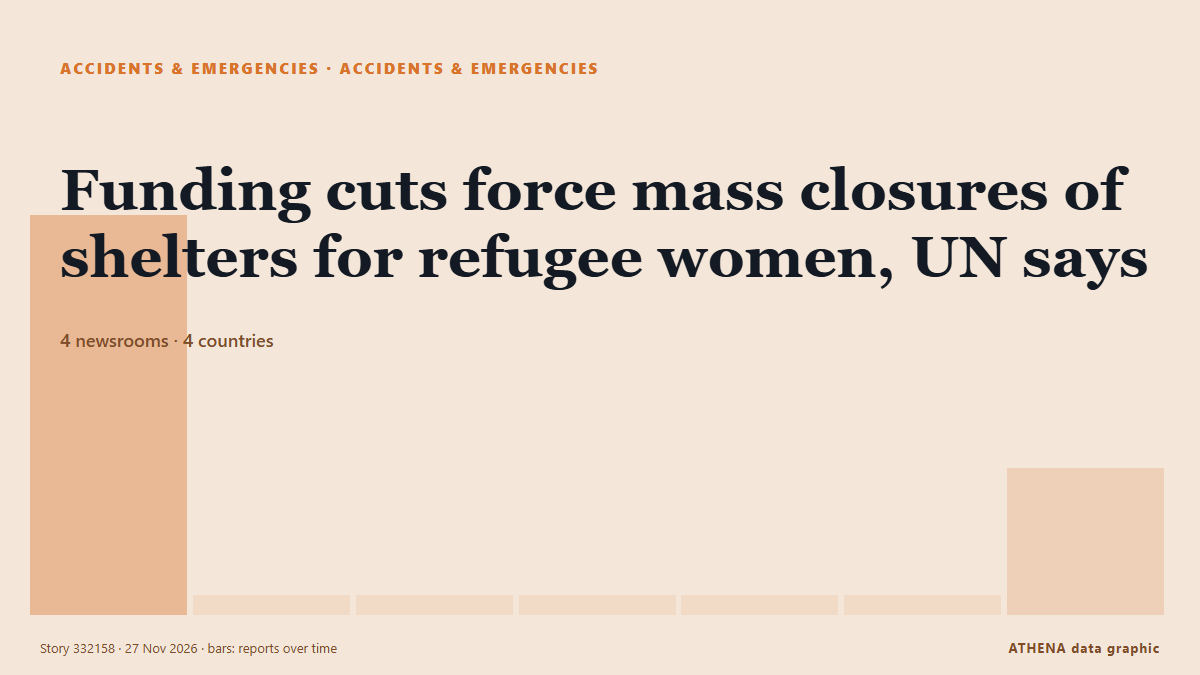 ACCIDENTS & EMERGENCIES · ACCIDENTS & EMERGENCIES
Funding cuts force mass closures of
shelters for refugee women, UN says
4 newsrooms · 4 countries
Story 332158 · 27 Nov 2026 · bars: reports over time
ATHENA data graphic